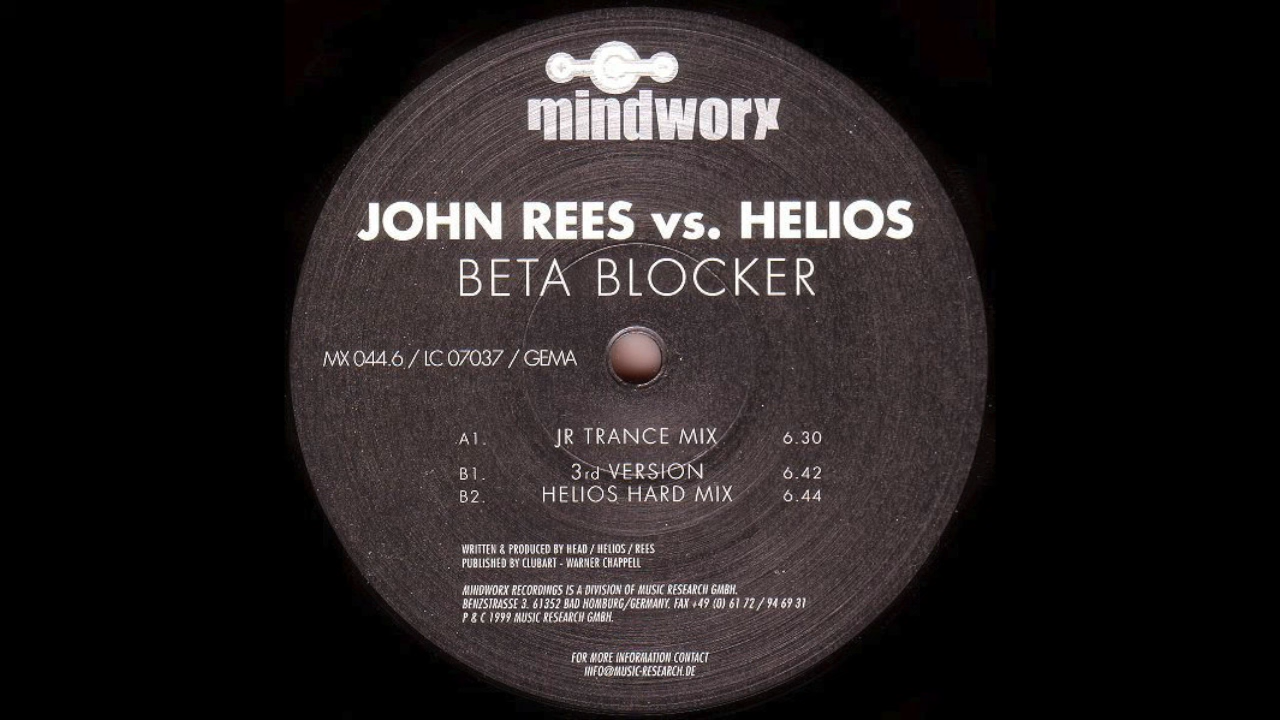 mindworx
JOHN REES vs. HELIOS
BETA BLOCKER
MX 044.6 / LC 07037 / GEMA
A1. JR TRANCE MIX 6.30
B1. 3rd VERSION 6.42
B2. HELIOS HARD MIX 6.44
WRITTEN & PRODUCED BY HEAD / HELIOS / REES
PUBLISHED BY CLUBART - WARNER CHAPPELL
MINDWORX RECORDINGS IS A DIVISION OF MUSIC RESEARCH GMBH.
BENZSTRASSE 3. 61352 BAD HOMBURG/GERMANY. FAX +49 (0) 61 72 / 94 69 31
P & C 1999 MUSIC RESEARCH GMBH.
FOR MORE INFORMATION CONTACT
INFO@MUSIC-RESEARCH.DE